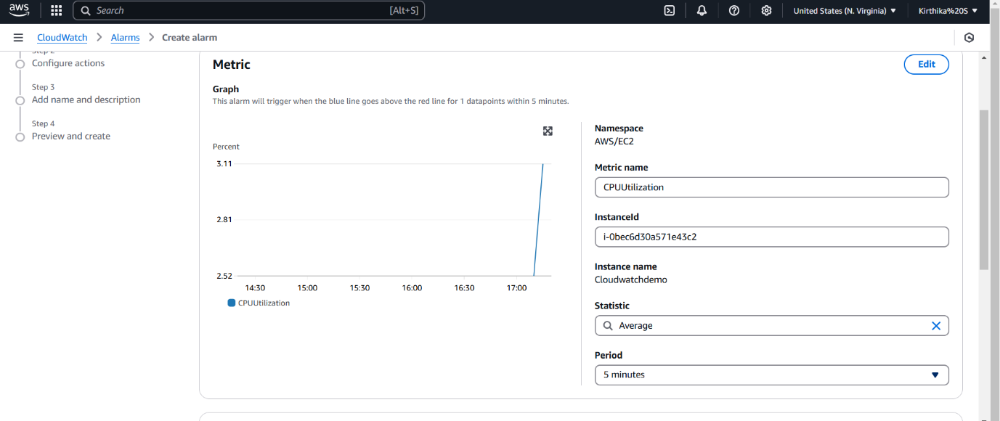 aws
Search [Alt+S] United States (N. Virginia) Kirthika%20S
CloudWatch Alarms Create alarm
Step 2
Configure actions
Step 3
Add name and description
Step 4
Preview and create
Metric
Edit
Graph
This alarm will trigger when the blue line goes above the red line for 1 datapoints within 5 minutes.
Percent
3.11
2.81
2.52
14:30 15:00 15:30 16:00 16:30 17:00
CPUUtilization
Namespace
AWS/EC2
Metric name
CPUUtilization
InstanceId
i-0bec6d30a571e43c2
Instance name
Cloudwatchdemo
Statistic
Average
Period
5 minutes